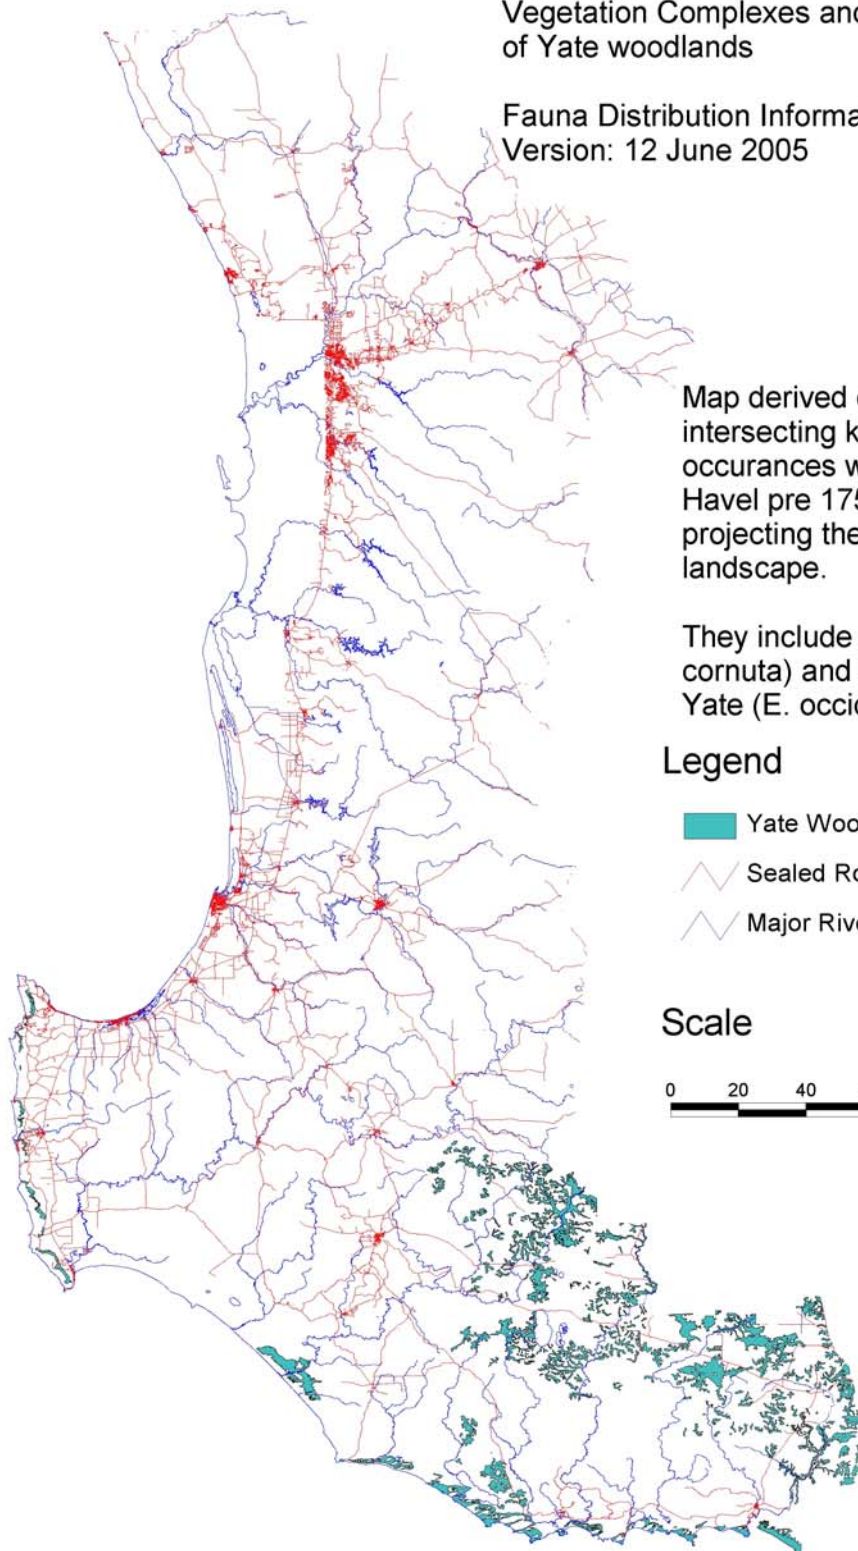 Vegetation Complexes and
of Yate woodlands
Fauna Distribution Informa
Version: 12 June 2005
Map derived
intersecting k
occurances w
Havel pre 175
projecting the
landscape.
They include
cornuta) and
Yate (E. occi
Legend
Yate Woo
Sealed Ro
Major Rive
Scale
0 20 40